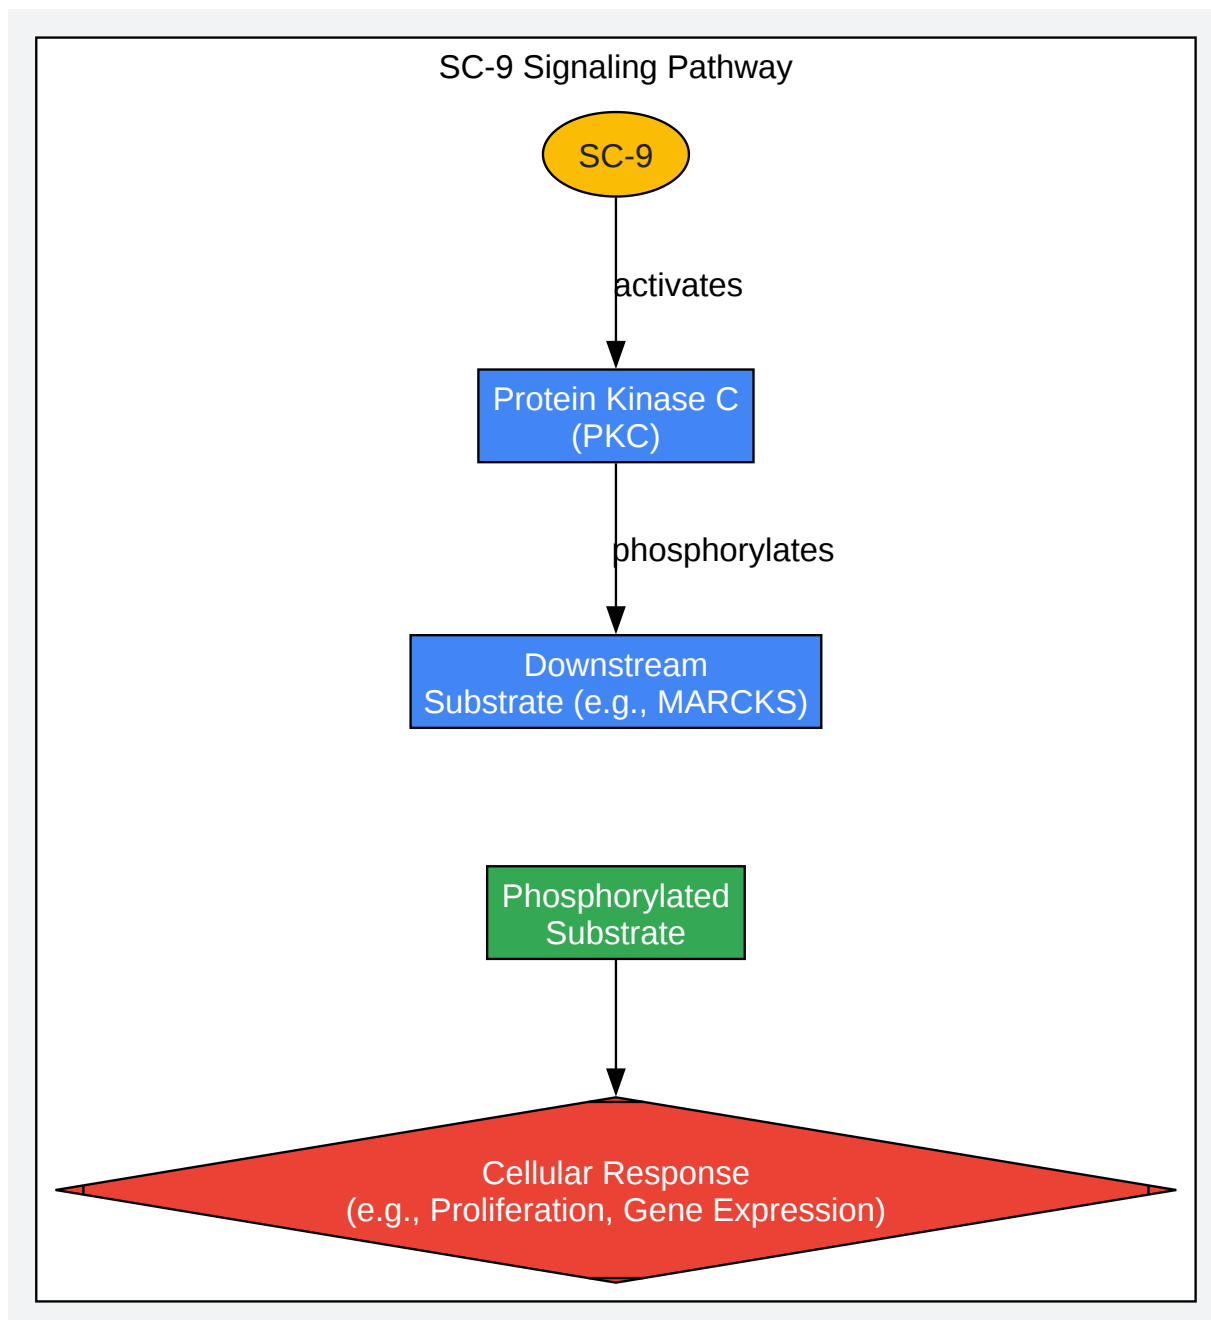 SC-9 Signaling Pathway
SC-9
activates
Protein Kinase C
(PKC)
phosphorylates
Downstream
Substrate (e.g., MARCKS)
Phosphorylated
Substrate
Cellular Response
(e.g., Proliferation, Gene Expression)